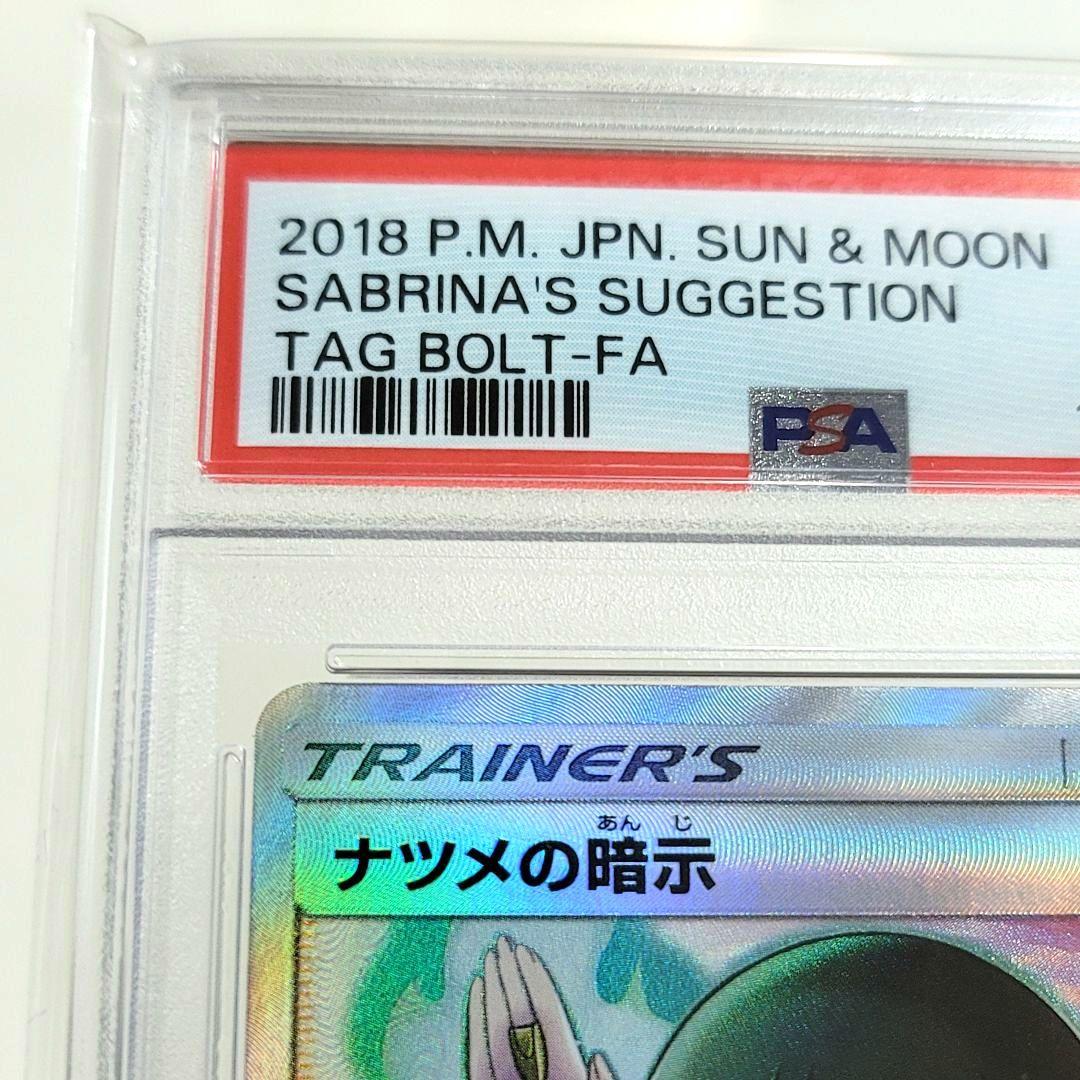 2018 P.M. JPN. SUN & MOON
SABRINA'S SUGGESTION
TAG BOLT-FA
PSA
TRAINER'S
あん じ
ナツメの暗示